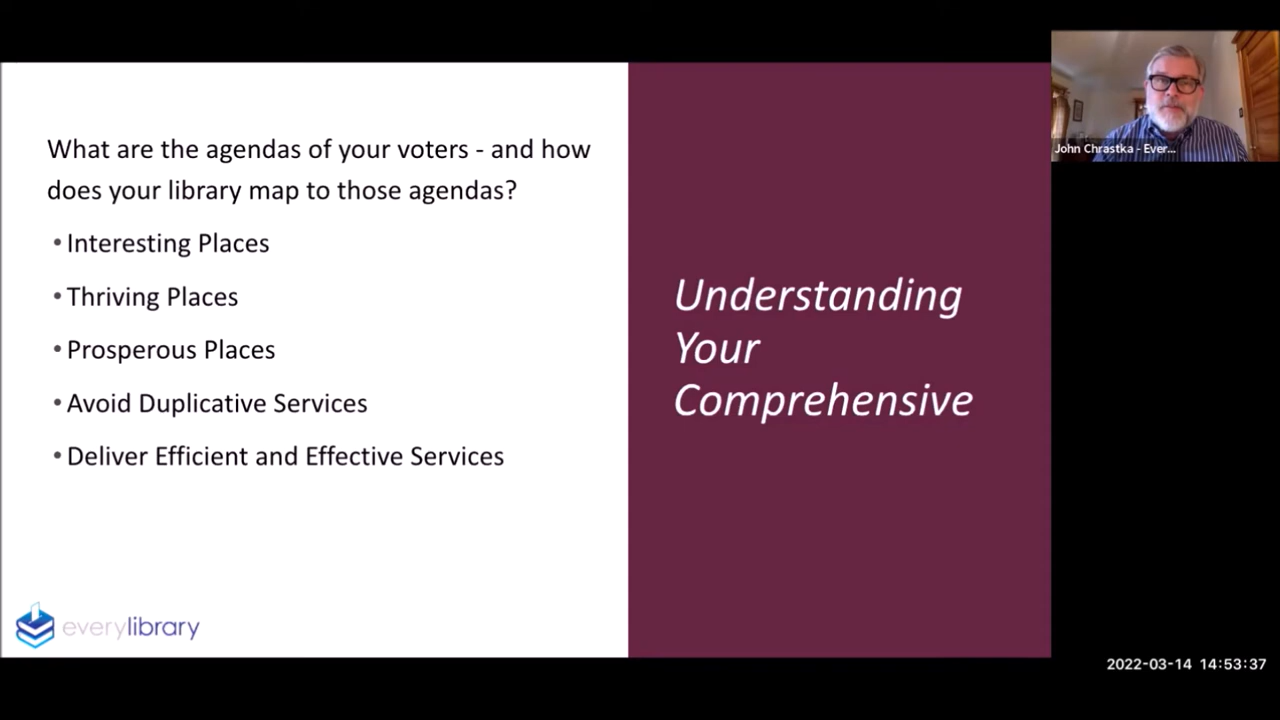 What are the agendas of your voters - and how
does your library map to those agendas?
• Interesting Places
• Thriving Places
• Prosperous Places
• Avoid Duplicative Services
• Deliver Efficient and Effective Services
everylibrary
Understanding
Your
Comprehensive
John Chrastka - Ever...
2022-03-14 14:53:37